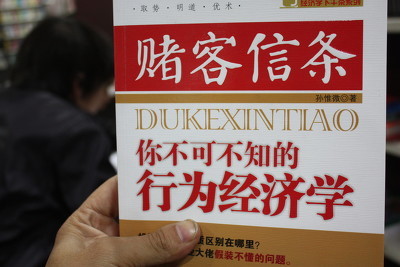 取势·明道·优术
赌客信条
孙惟微◎著
DUKEXINTIAO
你不可不知的
行为经济学
区别在哪里?
大佬假装不懂的问题。